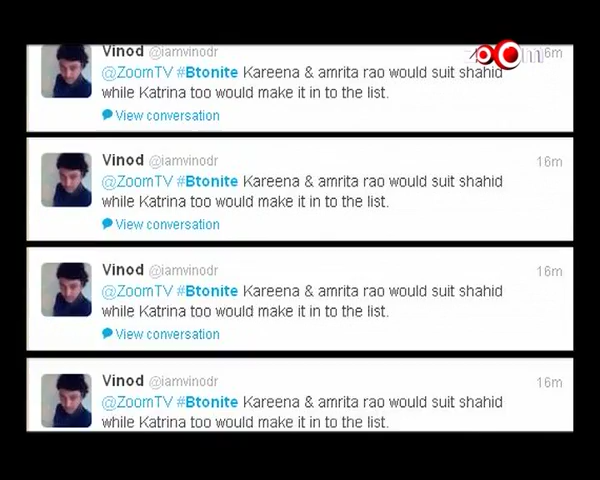 Vinod @iamvinodr
zoom
6m
@ZoomTV #Btonite Kareena & amrita rao would suit shahid
while Katrina too would make it in to the list.
View conversation
Vinod @iamvinodr 16m
@ZoomTV #Btonite Kareena & amrita rao would suit shahid
while Katrina too would make it in to the list.
View conversation
Vinod @iamvinodr 16m
@ZoomTV #Btonite Kareena & amrita rao would suit shahid
while Katrina too would make it in to the list.
View conversation
Vinod @iamvinodr 16m
@ZoomTV #Btonite Kareena & amrita rao would suit shahid
while Katrina too would make it in to the list.